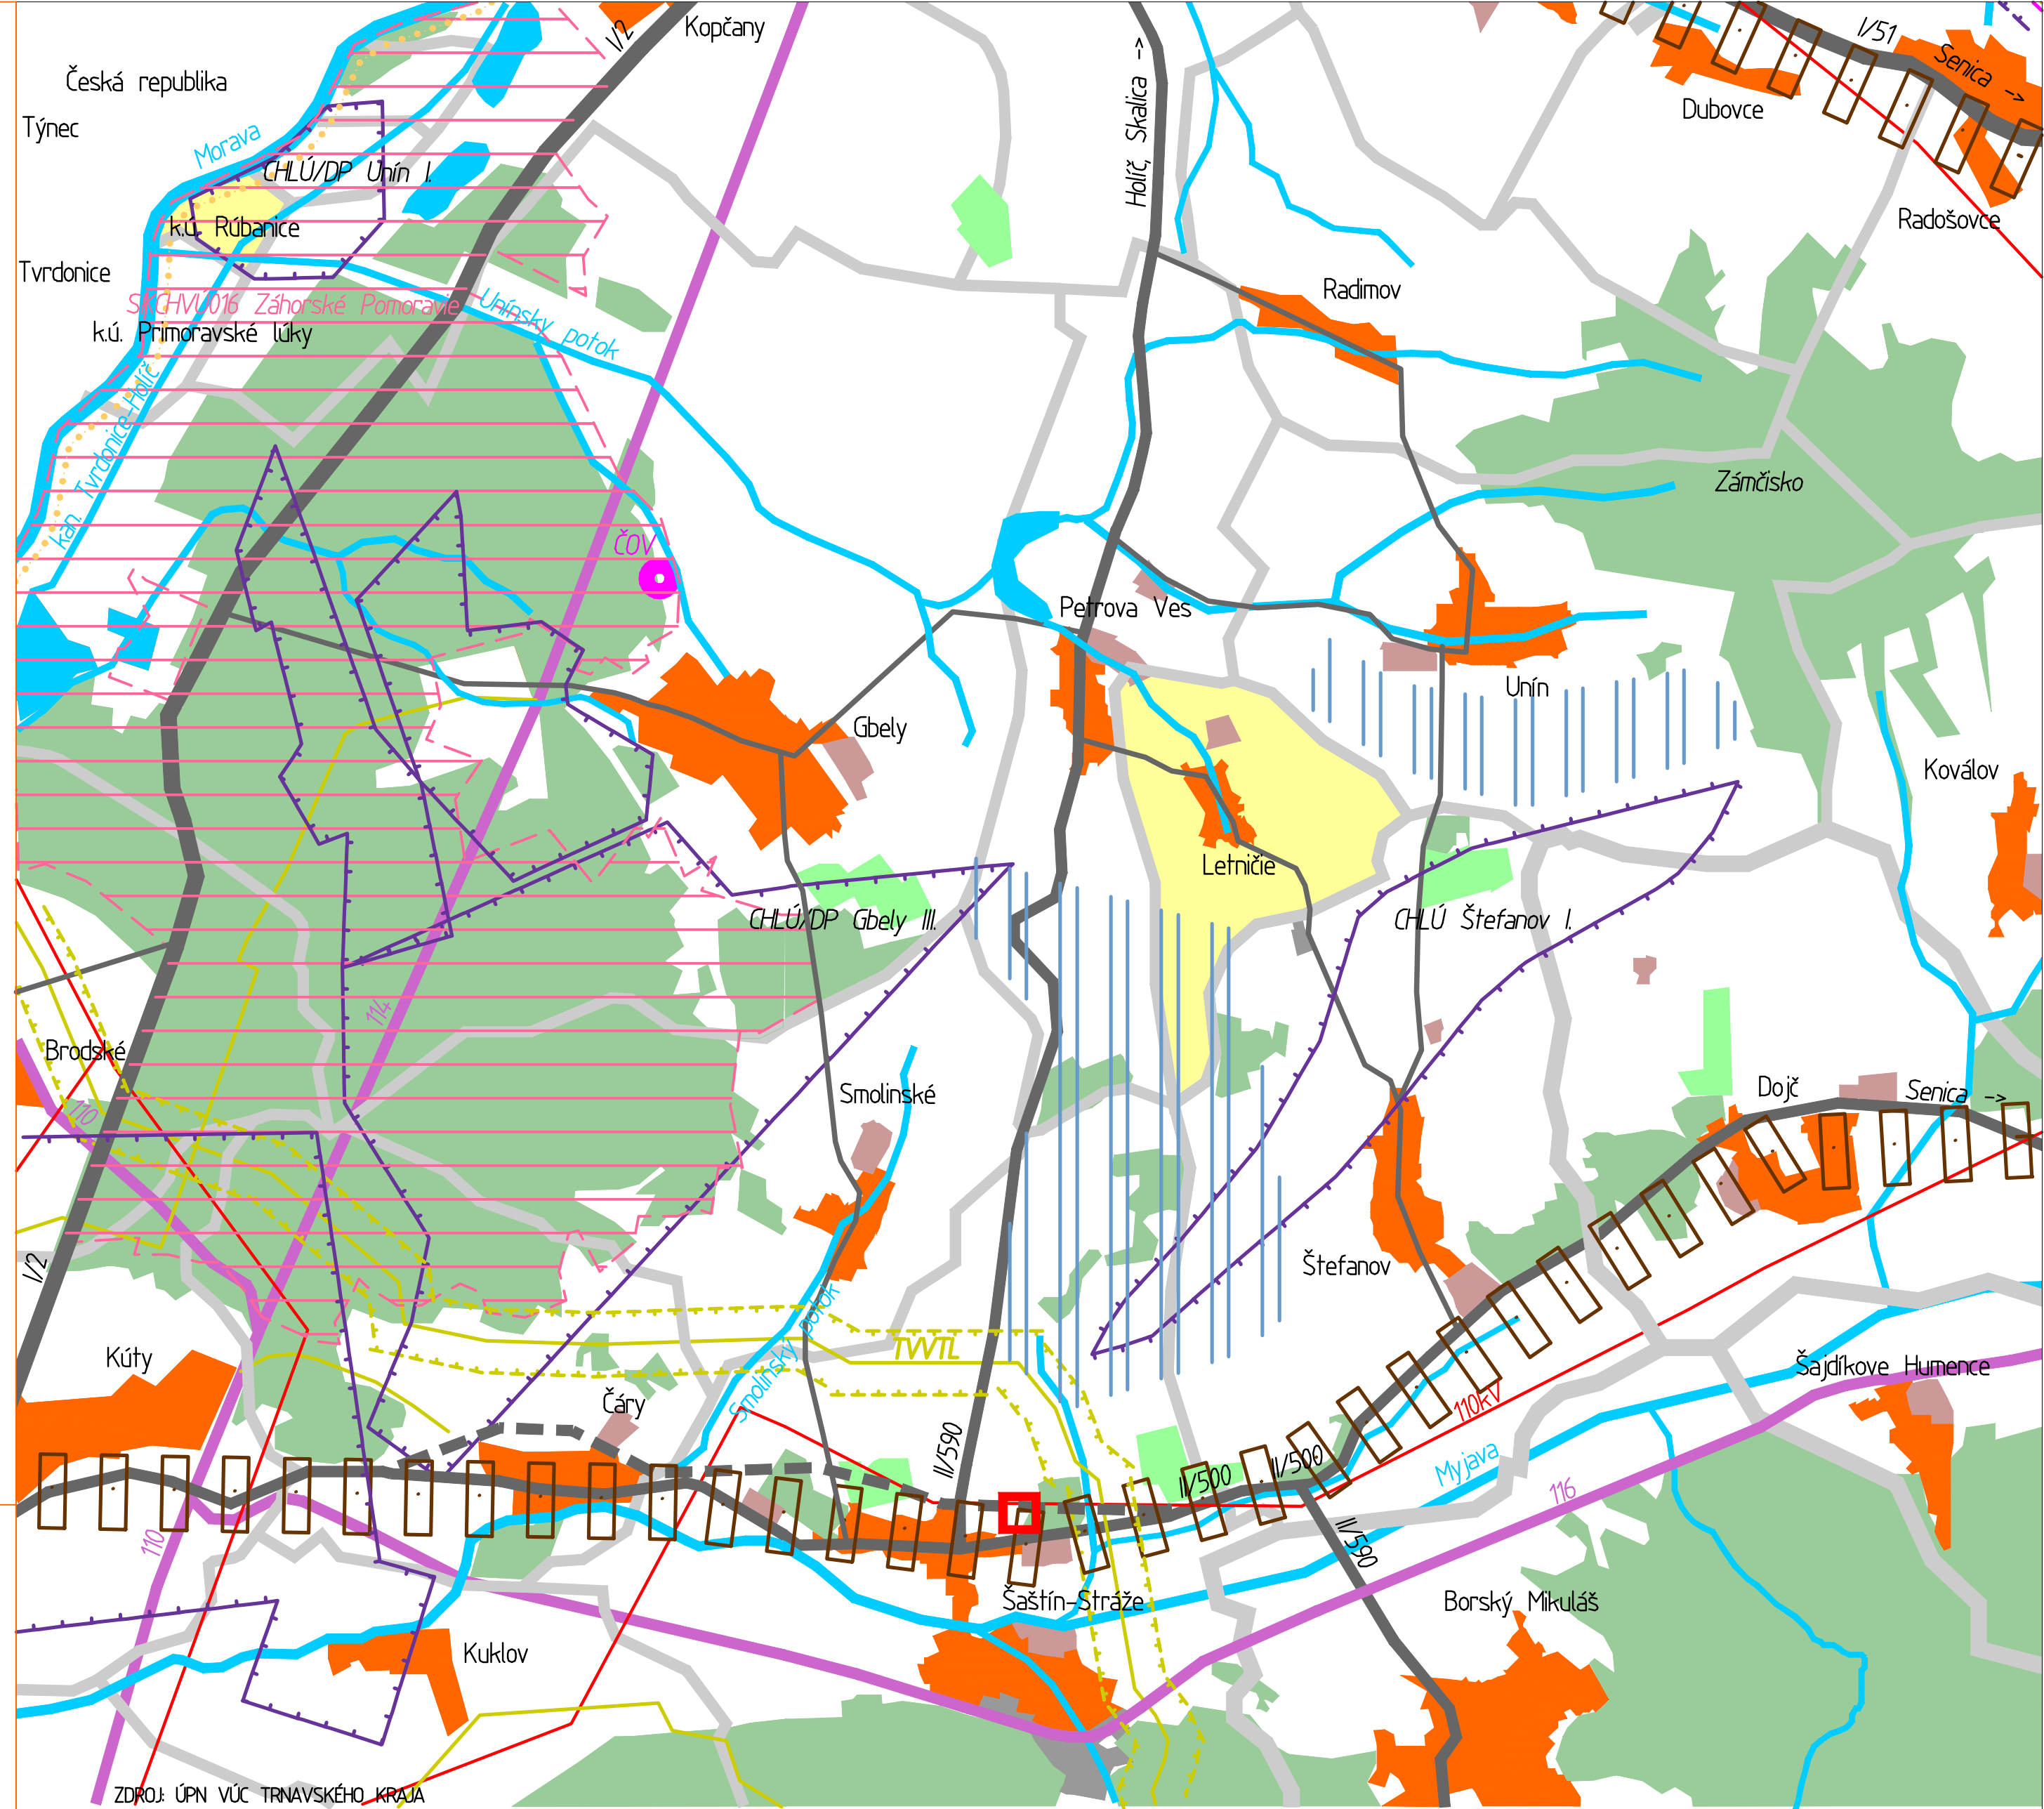 Kopčany
I/2
I/51
Senica ->
Česká republika
Holíč, Skalica ->
Dubovce
Týnec
Morava
CHLÚ/DP Unín I.
k.ú. Rúbanice
Radošovce
Tvrdonice
Radimov
SKCHVÚ016 Záhorské Pomoravie
Unínsky potok
k.ú. Primoravské lúky
kan. Tvrdonice-Holíč
Zámčisko
ČOV
Petrova Ves
Unín
Gbely
Koválov
Letničie
CHLÚ/DP Gbely III.
CHLÚ Štefanov I.
114
Brodské
110
Smolinské
Dojč
Senica ->
I/2
Štefanov
Smolinský potok
TVVTL
Kúty
Šajdíkove Humence
Čáry
110kV
II/590
Myjava
II/500
II/500
116
110
II/590
Šaštín-Stráže
Borský Mikuláš
Kuklov
ZDROJ: ÚPN VÚC TRNAVSKÉHO KRAJA